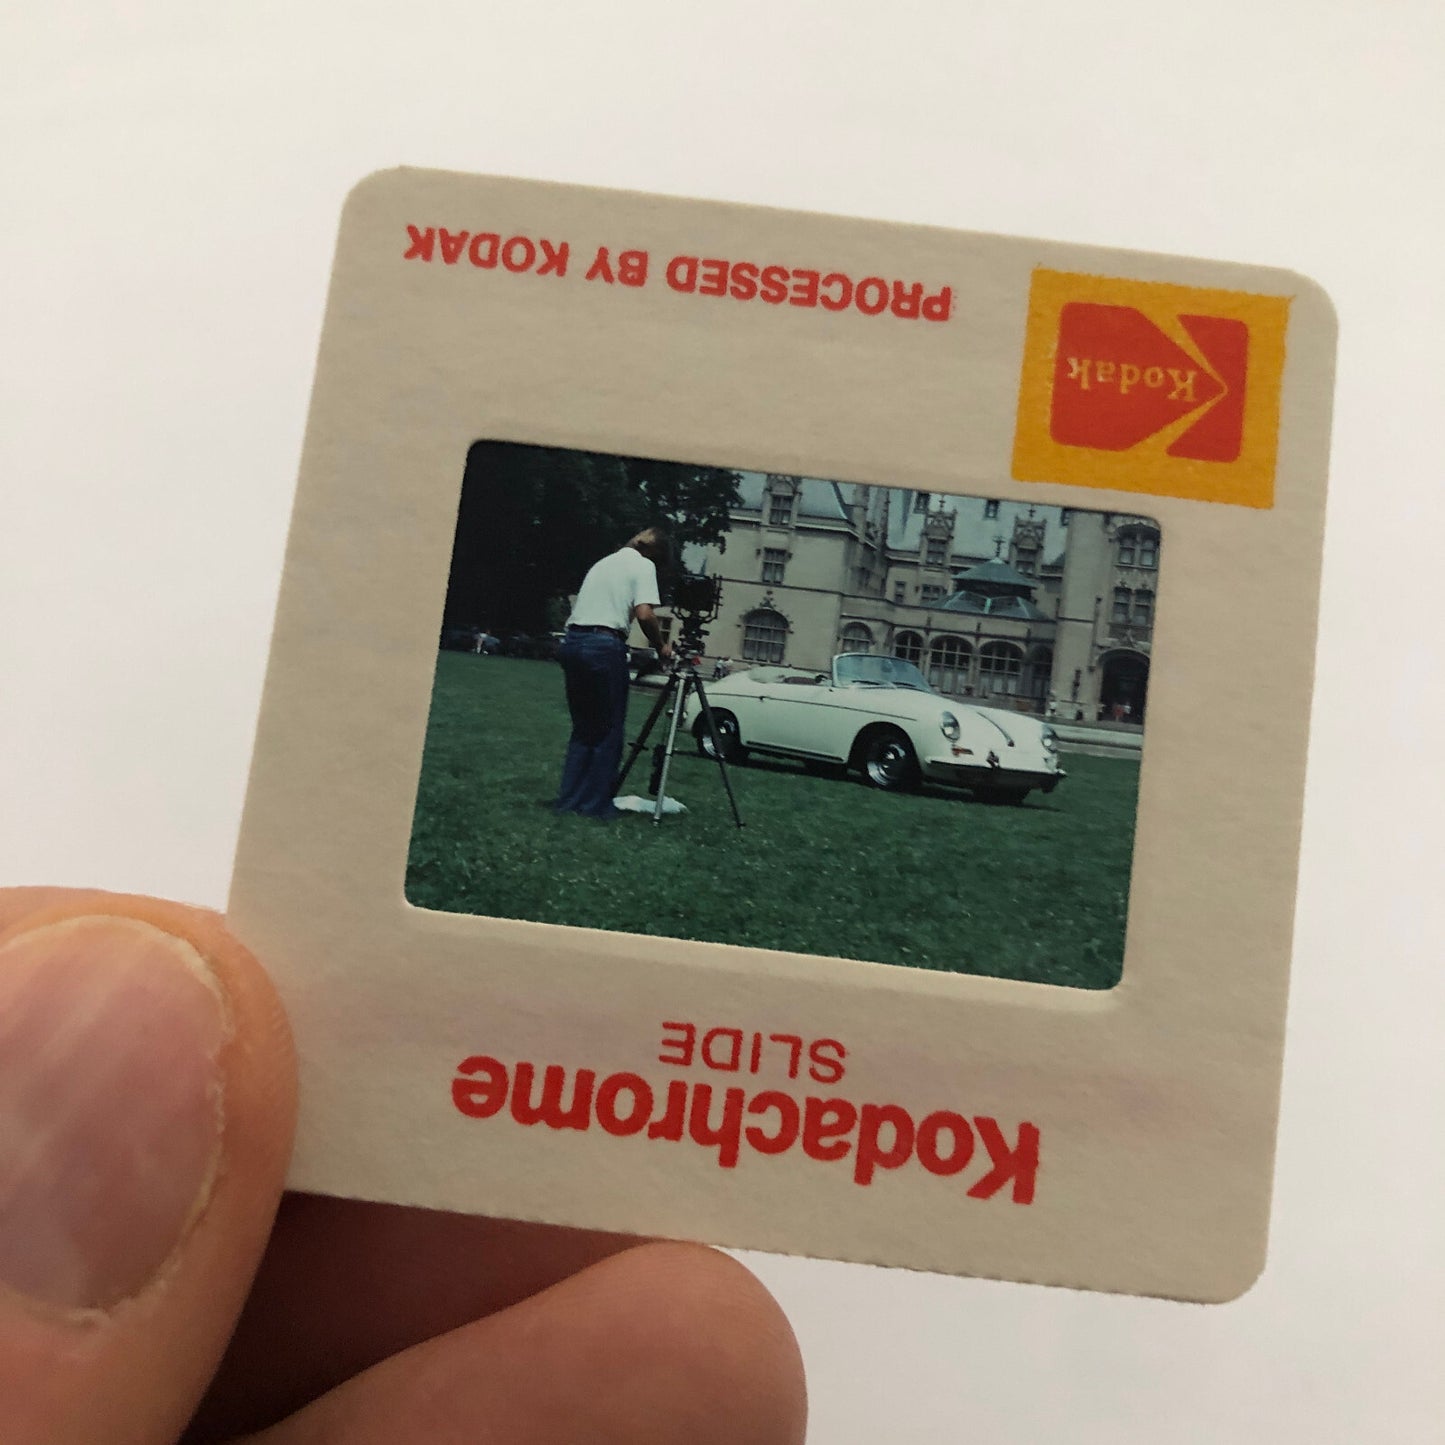 Kodachrome
SLIDE
Kodak
PROCESSED BY KODAK